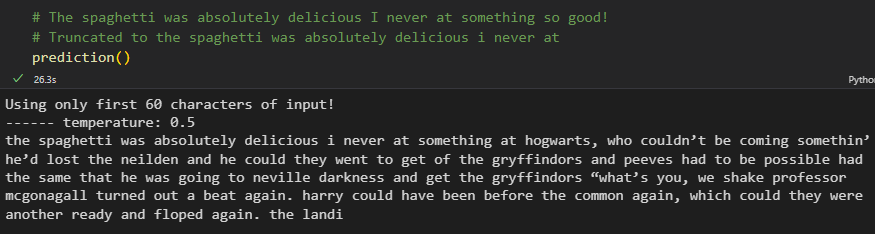 # The spaghetti was absolutely delicious I never at something so good!
# Truncated to the spaghetti was absolutely delicious i never at
prediction()
✓ 26.3s
Pytho
Using only first 60 characters of input!
------ temperature: 0.5
the spaghetti was absolutely delicious i never at something at hogwarts, who couldn’t be coming somethin’
he’d lost the neilden and he could they went to get of the gryffindors and peeves had to be possible had
the same that he was going to neville darkness and get the gryffindors “what’s you, we shake professor
mcgonagall turned out a beat again. harry could have been before the common again, which could they were
another ready and floped again. the landi